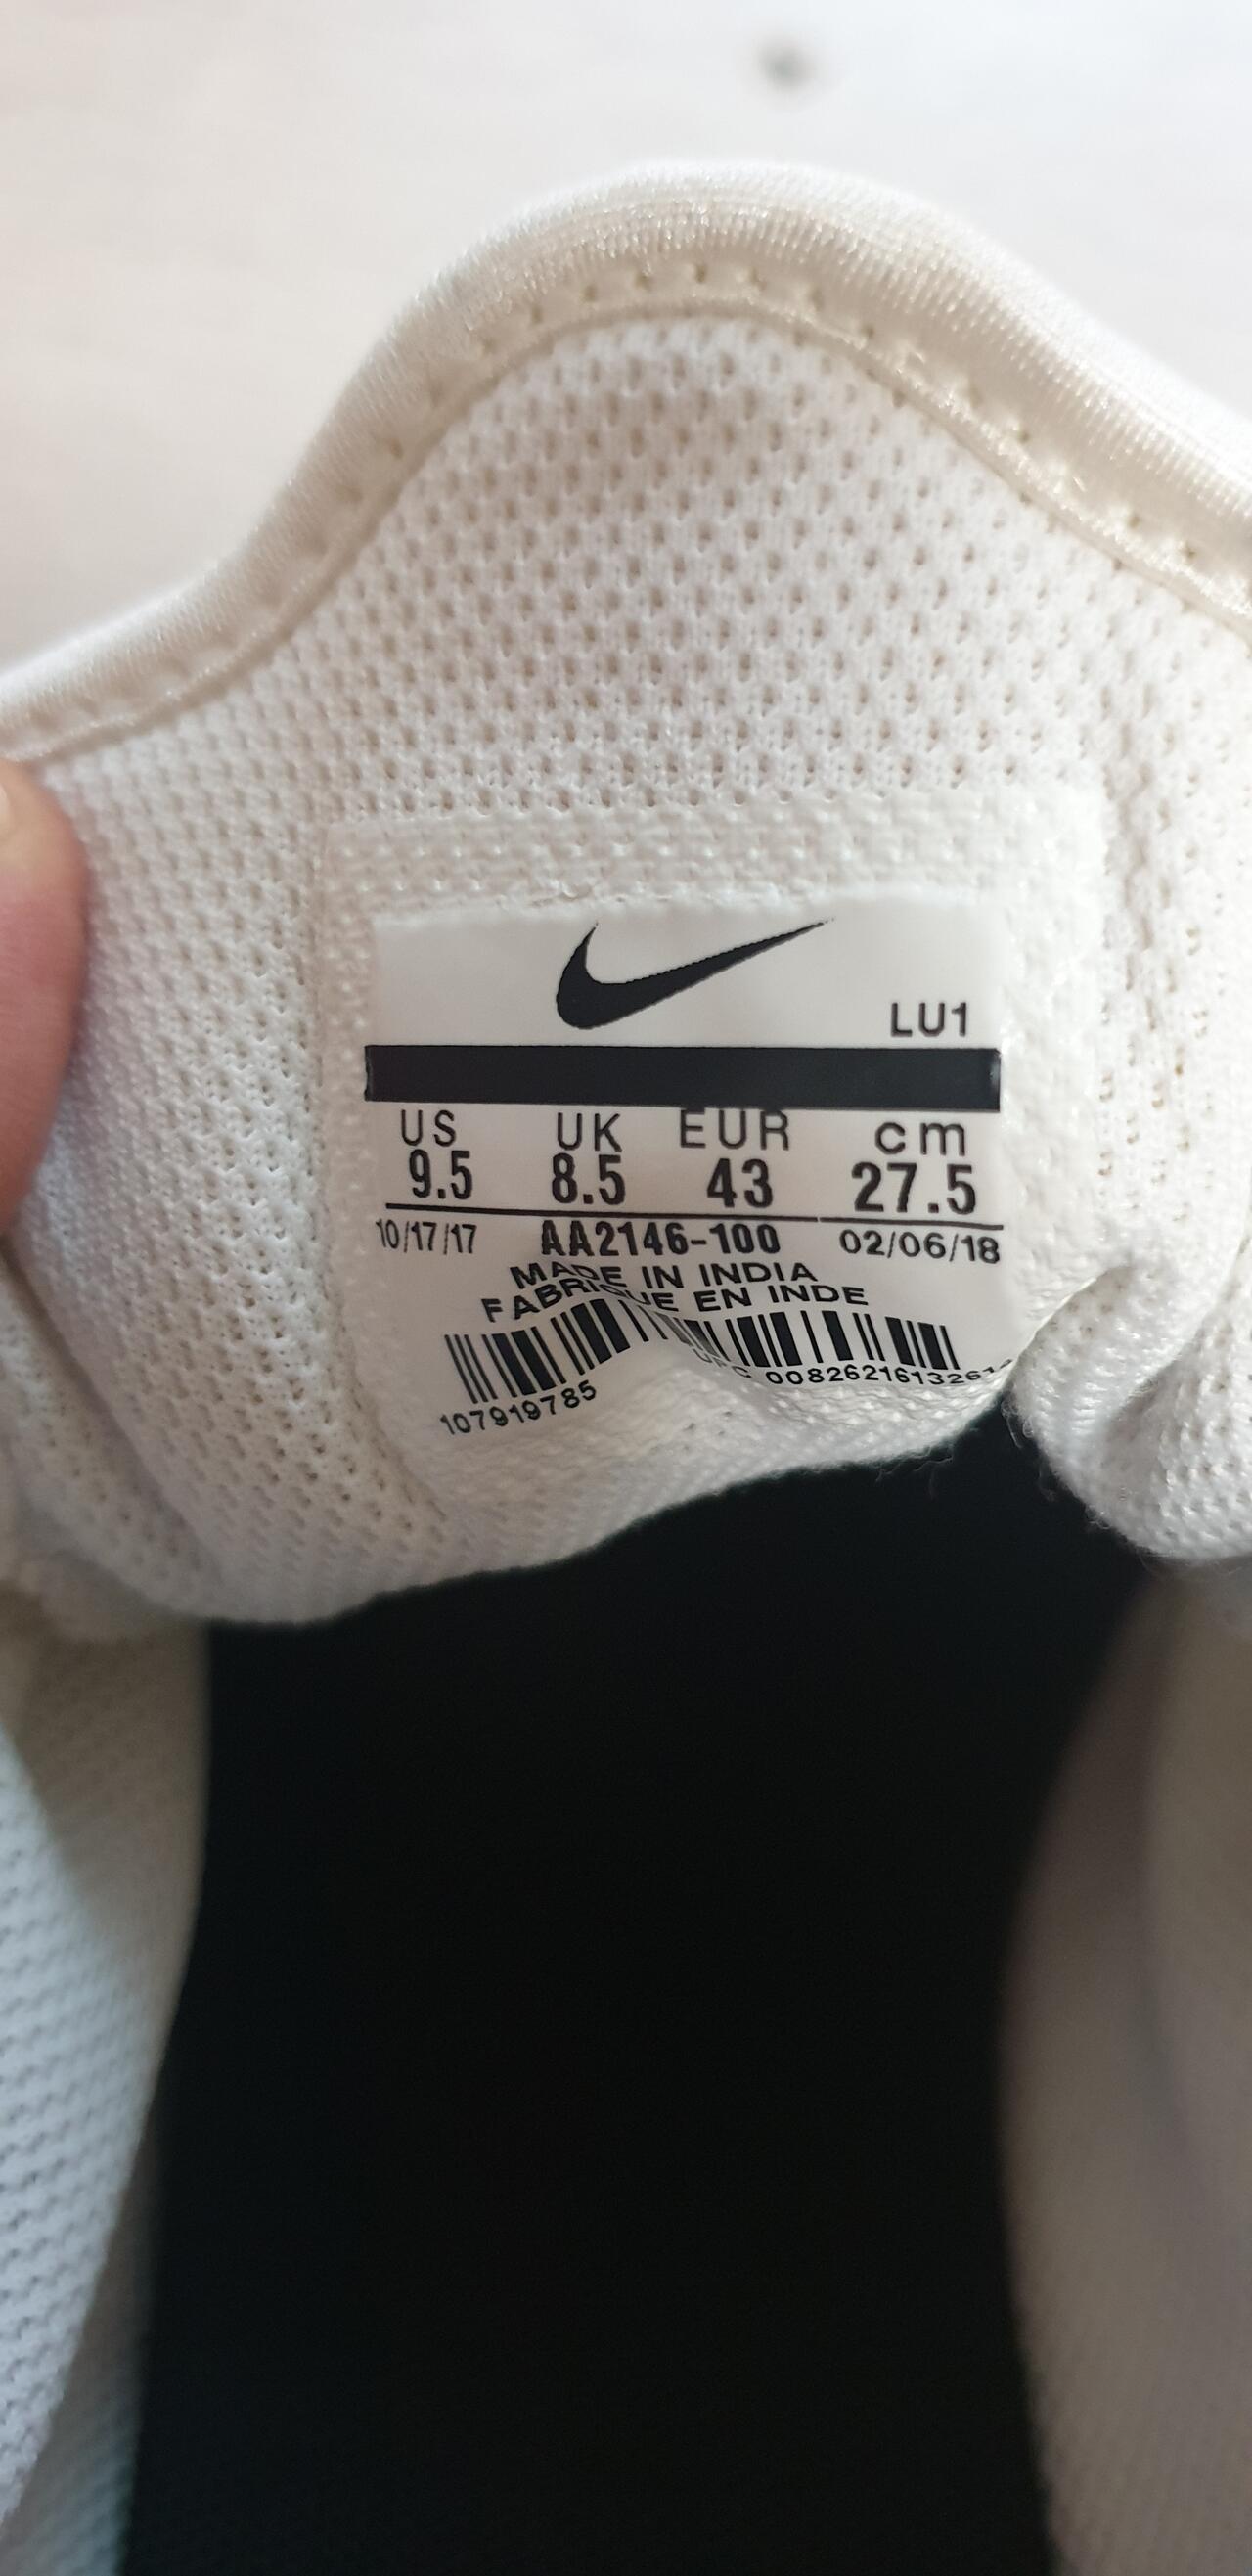 LU1
US UK EUR cm
9.5 8.5 43 27.5
10/17/17 AA2146-100 02/06/18
MADE IN INDIA
FABRIQUE EN INDE
UPC
107919785